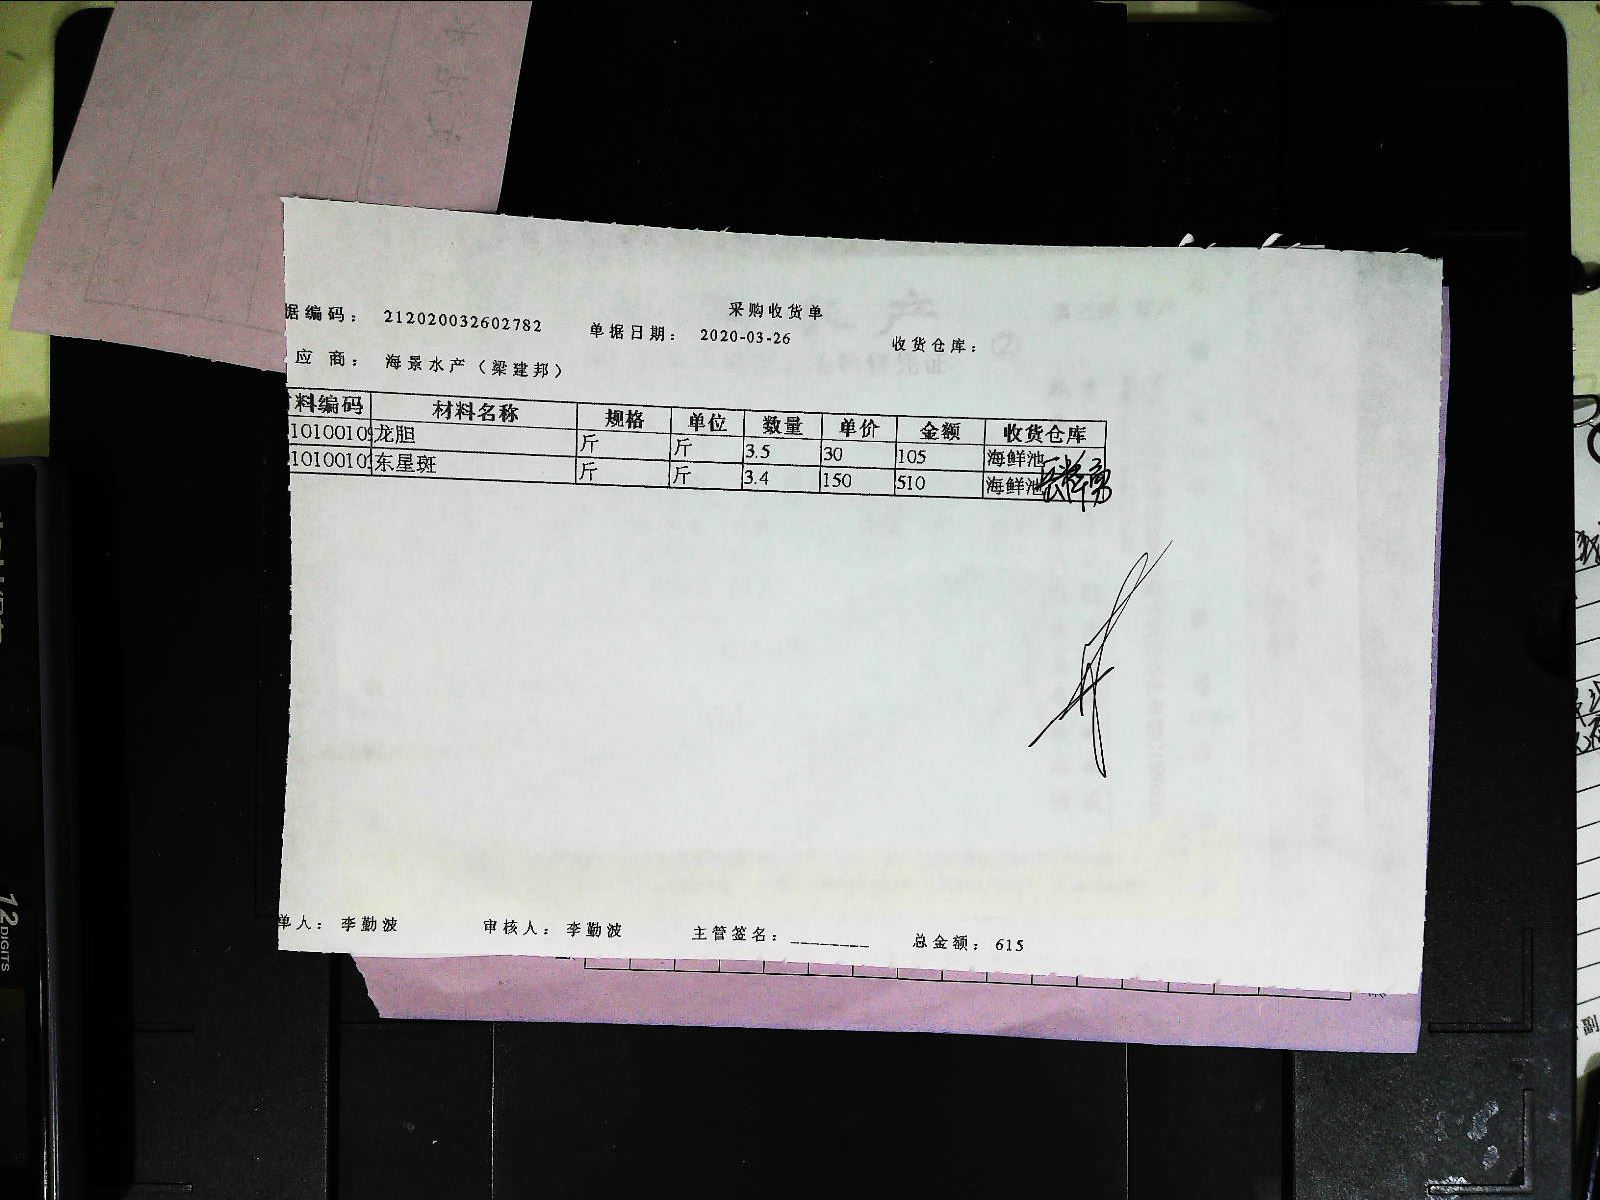 采购收货单
据编码： 212020032602782 单据日期： 2020-03-26 收货仓库：
应 商： 海景水产（梁建邦）
材料编码 材料名称 规格 单位 数量 单价 金额 收货仓库
龙胆 斤 斤 3.5 30 105 海鲜池
东星斑 斤 斤 3.4 150 510 海鲜池
单人： 李勤波 审核人： 李勤波 主管签名：________ 总金额： 615
12 DIGITS